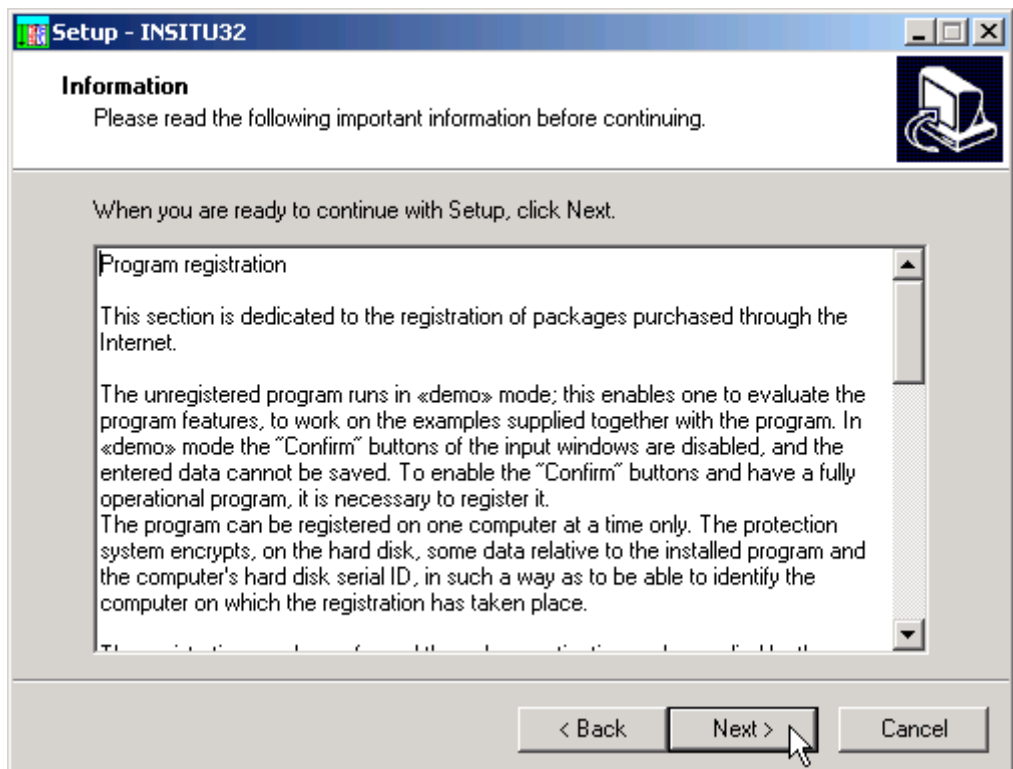 Setup - INSITU32
Information
Please read the following important information before continuing.
When you are ready to continue with Setup, click Next.
Program registration
This section is dedicated to the registration of packages purchased through the
Internet.
The unregistered program runs in «demo» mode; this enables one to evaluate the
program features, to work on the examples supplied together with the program. In
«demo» mode the "Confirm" buttons of the input windows are disabled, and the
entered data cannot be saved. To enable the "Confirm" buttons and have a fully
operational program, it is necessary to register it.
The program can be registered on one computer at a time only. The protection
system encrypts, on the hard disk, some data relative to the installed program and
the computer's hard disk serial ID, in such a way as to be able to identify the
computer on which the registration has taken place.
< Back
Next >
Cancel